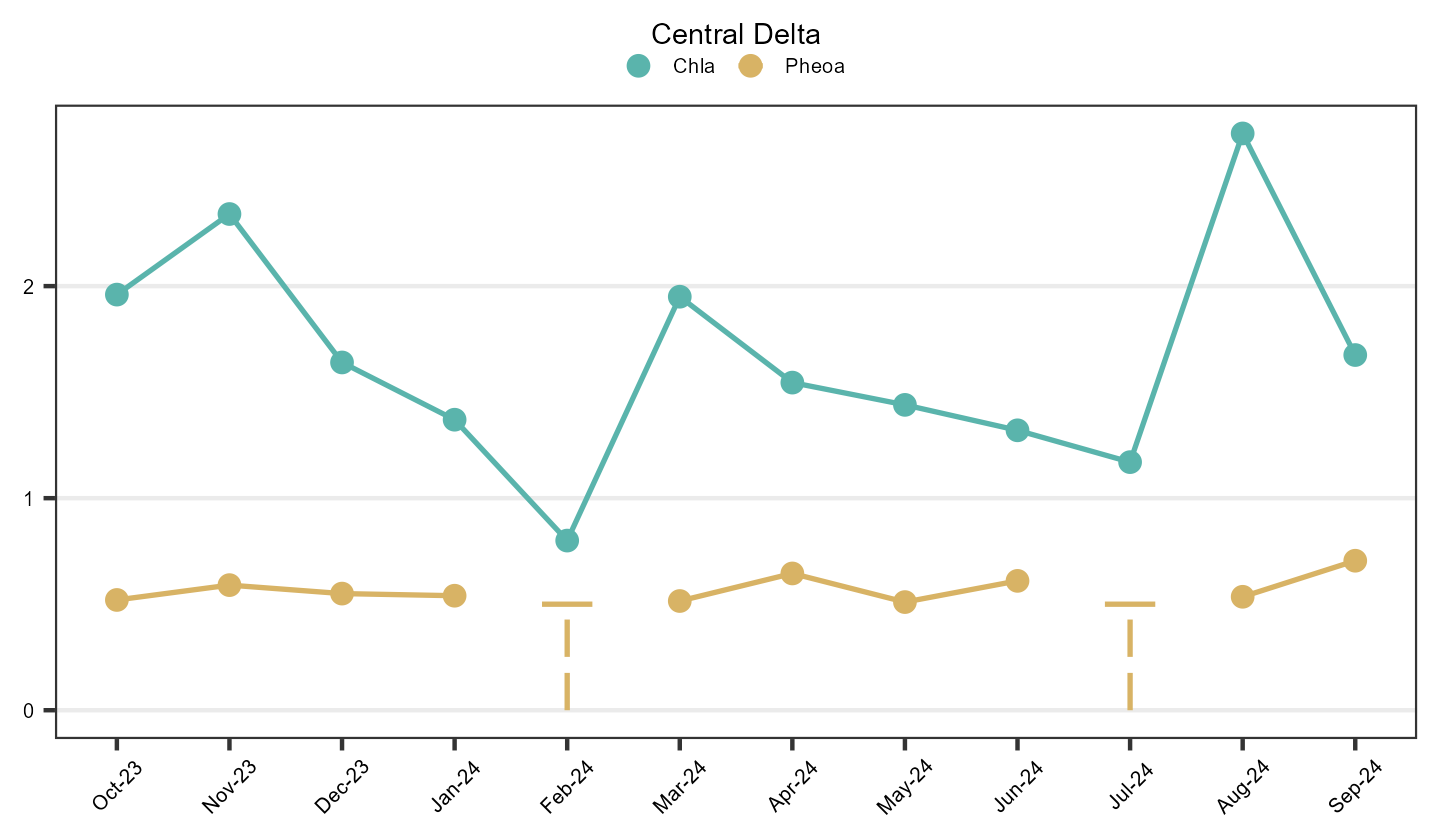 Central Delta
Chla Pheoa
2
1
0
Oct-23 Nov-23 Dec-23 Jan-24 Feb-24 Mar-24 Apr-24 May-24 Jun-24 Jul-24 Aug-24 Sep-24